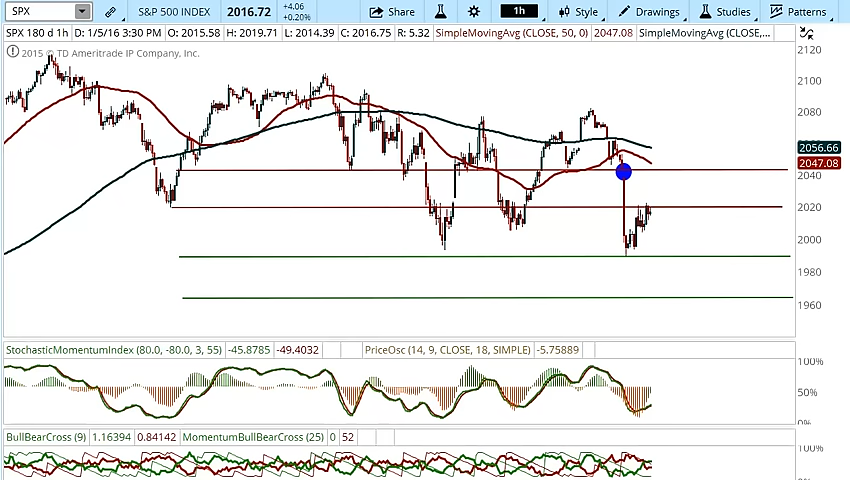 SPX S&P 500 INDEX 2016.72 +4.06 +0.20% Share 1h Style Drawings Studies Patterns
SPX 180 d 1h D: 1/5/16 3:30 PM O: 2015.58 H: 2019.71 L: 2014.39 C: 2016.75 R: 5.32 SimpleMovingAvg (CLOSE, 50, 0) 2047.08 SimpleMovingAvg (CLOSE,...
2015 © TD Ameritrade IP Company, Inc.
2120
2100
2080
2056.66
2047.08
2040
2020
2000
1980
1960
StochasticMomentumIndex (80.0, -80.0, 3, 55) -45.8785 -49.4032 PriceOsc (14, 9, CLOSE, 18, SIMPLE) -5.75889
100%
50%
0%
BullBearCross (9) 1.16394 0.84142 MomentumBullBearCross (25) 0 52
100%